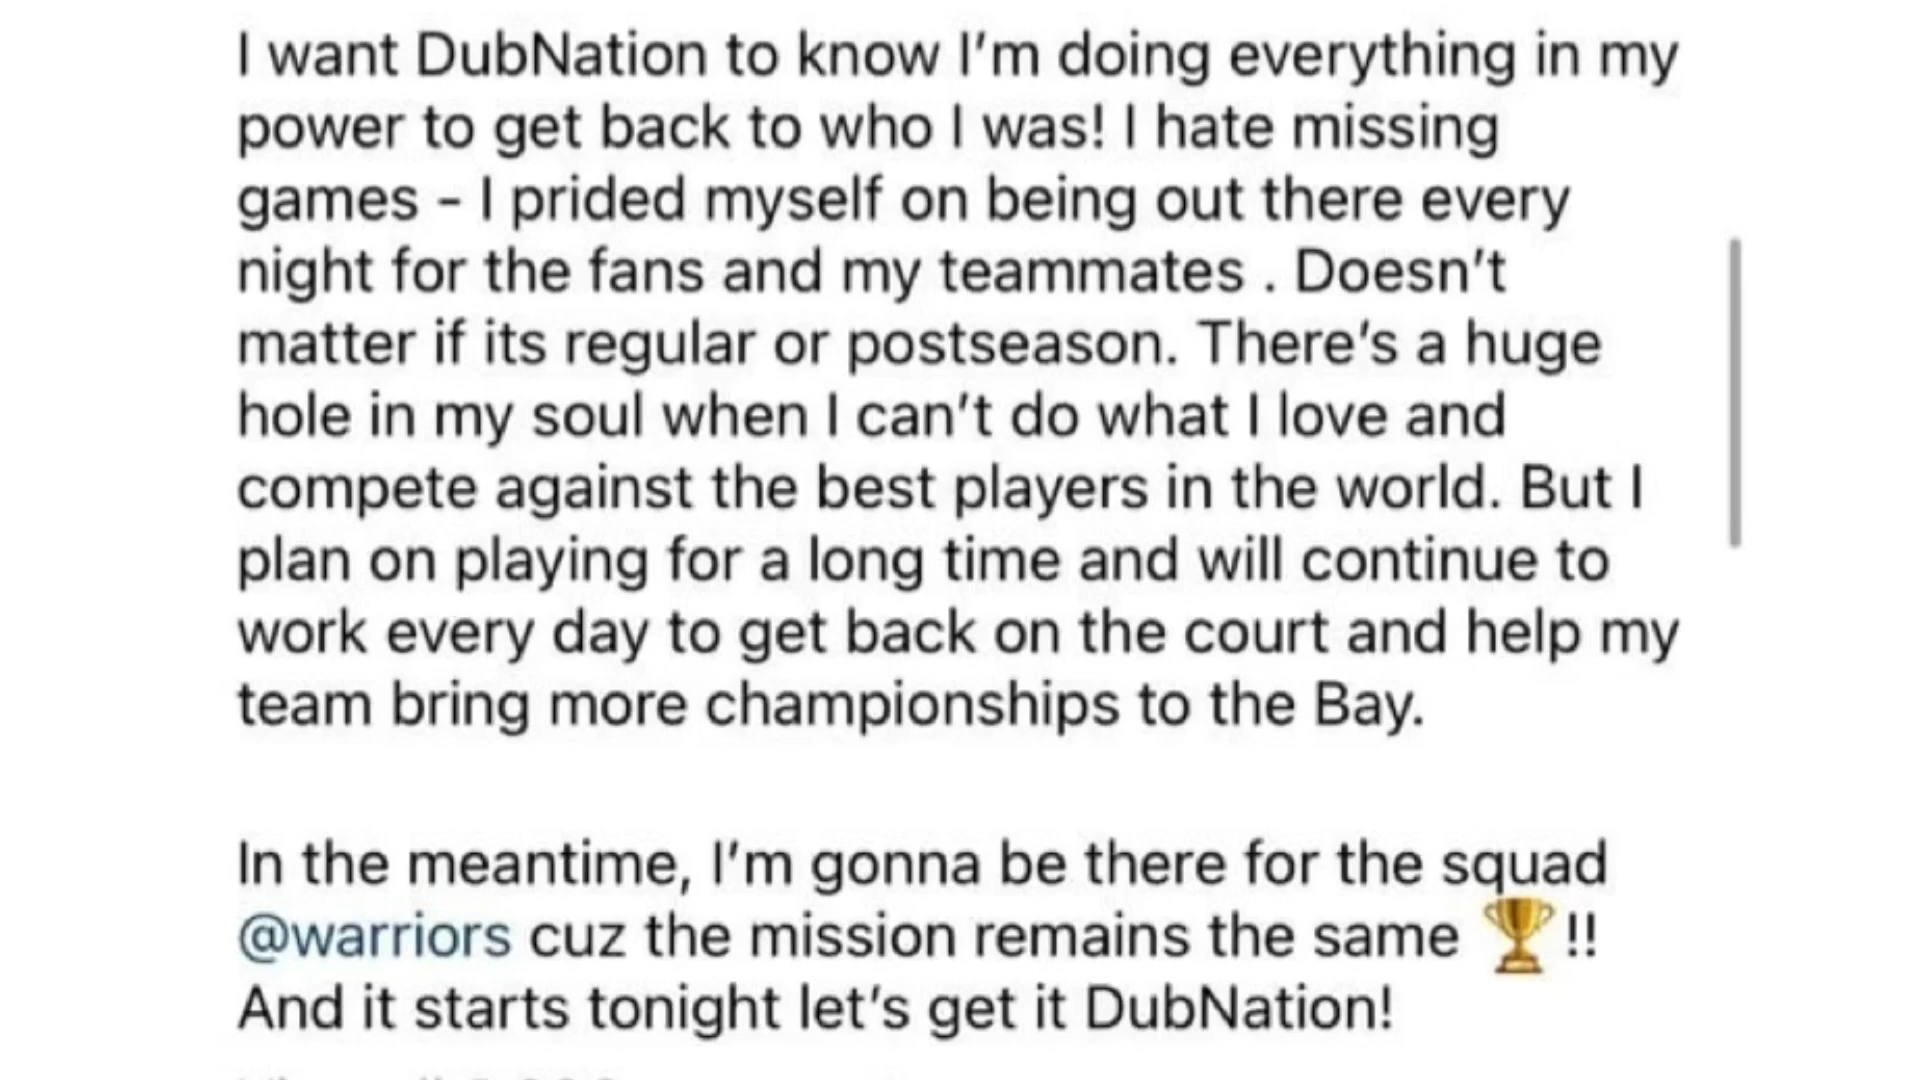 I want DubNation to know I’m doing everything in my
power to get back to who I was! I hate missing
games - I prided myself on being out there every
night for the fans and my teammates . Doesn’t
matter if its regular or postseason. There’s a huge
hole in my soul when I can’t do what I love and
compete against the best players in the world. But I
plan on playing for a long time and will continue to
work every day to get back on the court and help my
team bring more championships to the Bay.
In the meantime, I’m gonna be there for the squad
@warriors cuz the mission remains the same 🏆!!
And it starts tonight let’s get it DubNation!